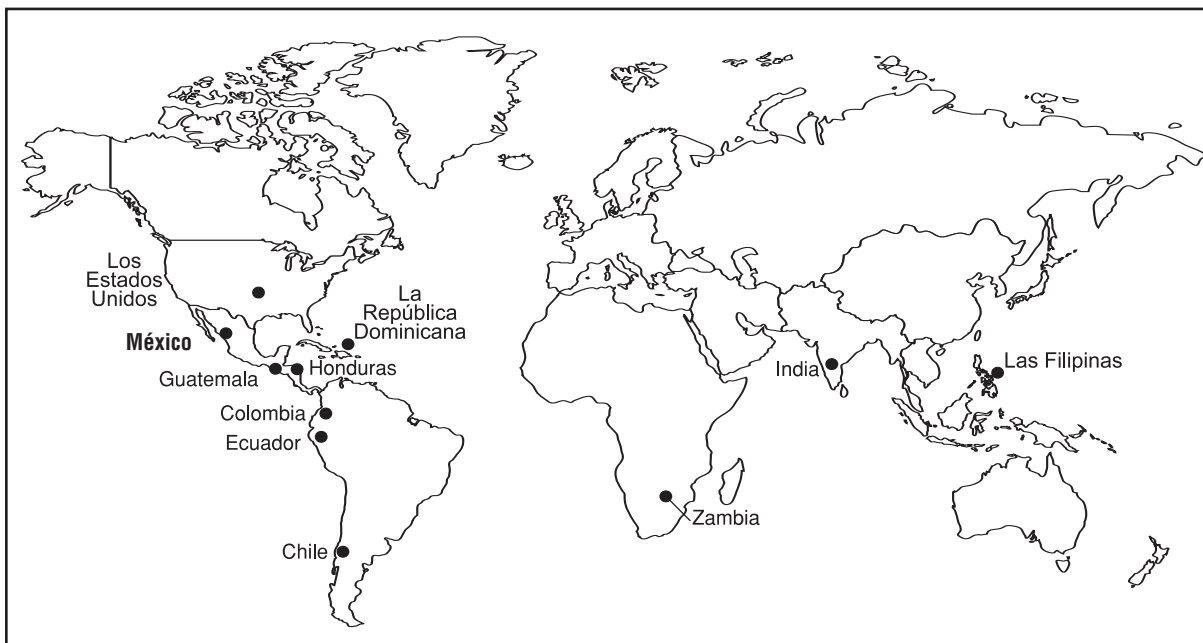 Los
Estados
Unidos
La
República
Dominicana
México
Guatemala
Honduras
Colombia
Ecuador
Chile
India
Las Filipinas
Zambia